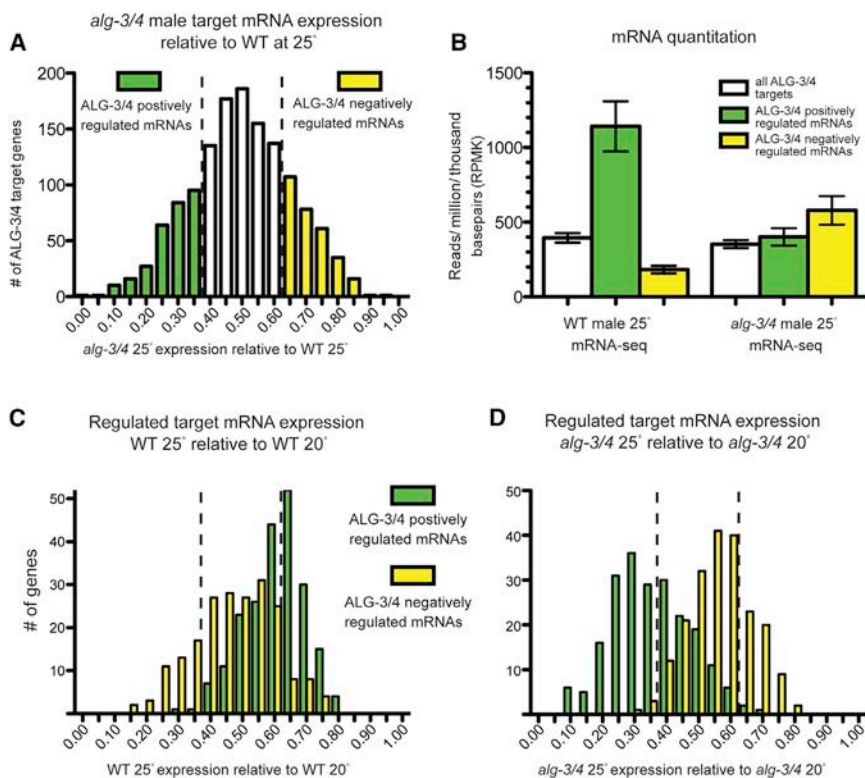 A
alg-3/4 male target mRNA expression
relative to WT at 25°
ALG-3/4 postively
regulated mRNAs
ALG-3/4 negatively
regulated mRNAs
# of ALG-3/4 target genes
200
150
100
50
0
0.00 0.10 0.20 0.30 0.40 0.50 0.60 0.70 0.80 0.90 1.00
alg-3/4 25° expression relative to WT 25°
B
mRNA quantitation
all ALG-3/4
targets
ALG-3/4 positively
regulated mRNAs
ALG-3/4 negatively
regulated mRNAs
Reads/ million/ thousand
basepairs (RPMK)
1500
1200
1000
400
200
0
WT male 25°
mRNA-seq
alg-3/4 male 25°
mRNA-seq
C
Regulated target mRNA expression
WT 25° relative to WT 20°
ALG-3/4 postively
regulated mRNAs
ALG-3/4 negatively
regulated mRNAs
# of genes
50
40
30
20
10
0.00 0.10 0.20 0.30 0.40 0.50 0.60 0.70 0.80 0.90 1.00
WT 25° expression relative to WT 20°
D
Regulated target mRNA expression
alg-3/4 25° relative to alg-3/4 20°
50
40
30
20
10
0
0.00 0.10 0.20 0.30 0.40 0.50 0.60 0.70 0.80 0.90 1.00
alg-3/4 25° expression relative to alg-3/4 20°